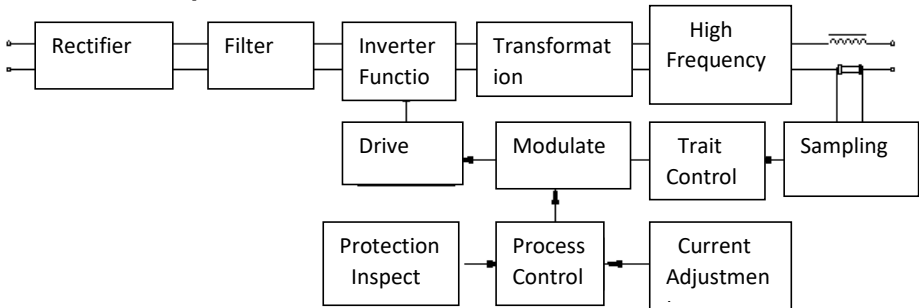 Rectifier
Filter
Inverter
Functio
Transformat
ion
High
Frequency
Drive
Modulate
Trait
Control
Sampling
Protection
Inspect
Process
Control
Current
Adjustmen